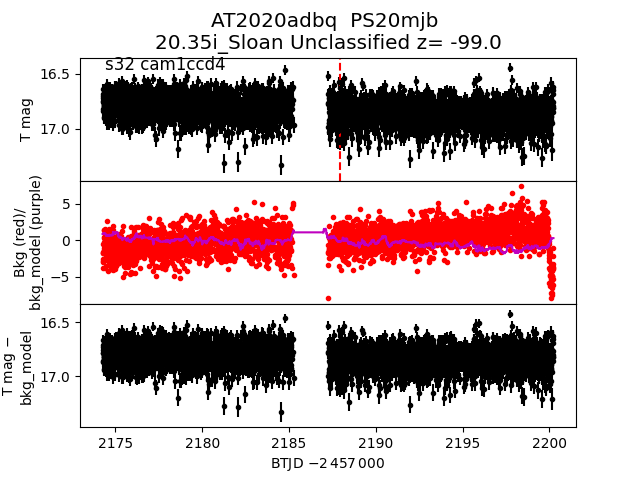 AT2020adbq  PS20mjb
20.35i_Sloan Unclassified z= -99.0
s32 cam1ccd4
16.5
17.0
T mag
5
0
−5
Bkg (red)/
bkg_model (purple)
16.5
17.0
T mag −
bkg_model
2175 2180 2185 2190 2195 2200
BTJD −2 457 000